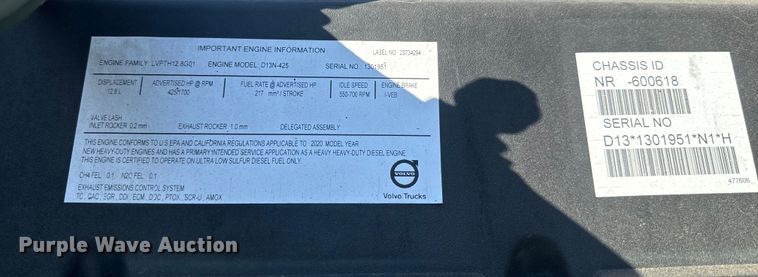 IMPORTANT ENGINE INFORMATION
LABEL NO 23734294
ENGINE FAMILY: LVPTH12.8G01 ENGINE MODEL: D13N-425 SERIAL NO: 1301951
DISPLACEMENT ADVERTISED HP @ RPM FUEL RATE @ ADVERTISED HP IDLE SPEED ENGINE BRAKE
12.8 L 425/1700 217 mm³ / STROKE 550-700 RPM I-VEB
VALVE LASH
INLET ROCKER 0.2 mm EXHAUST ROCKER 1.0 mm DELEGATED ASSEMBLY
THIS ENGINE CONFORMS TO U.S EPA AND CALIFORNIA REGULATIONS APPLICABLE TO 2020 MODEL YEAR
NEW HEAVY-DUTY ENGINES AND HAS A PRIMARY INTENDED SERVICE APPLICATION AS A HEAVY HEAVY-DUTY DIESEL ENGINE
THIS ENGINE IS CERTIFIED TO OPERATE ON ULTRA LOW SULFUR DIESEL FUEL ONLY.
CH4 FEL : 0.1 N2O FEL : 0.1
EXHAUST EMISSIONS CONTROL SYSTEM
TC, CAC, EGR, DDI, ECM, DOC, PTOX, SCR-U, AMOX
VOLVO
Volvo Trucks
CHASSIS ID
NR -600618
SERIAL NO
D13*1301951*N1*H
477606
Purple Wave Auction